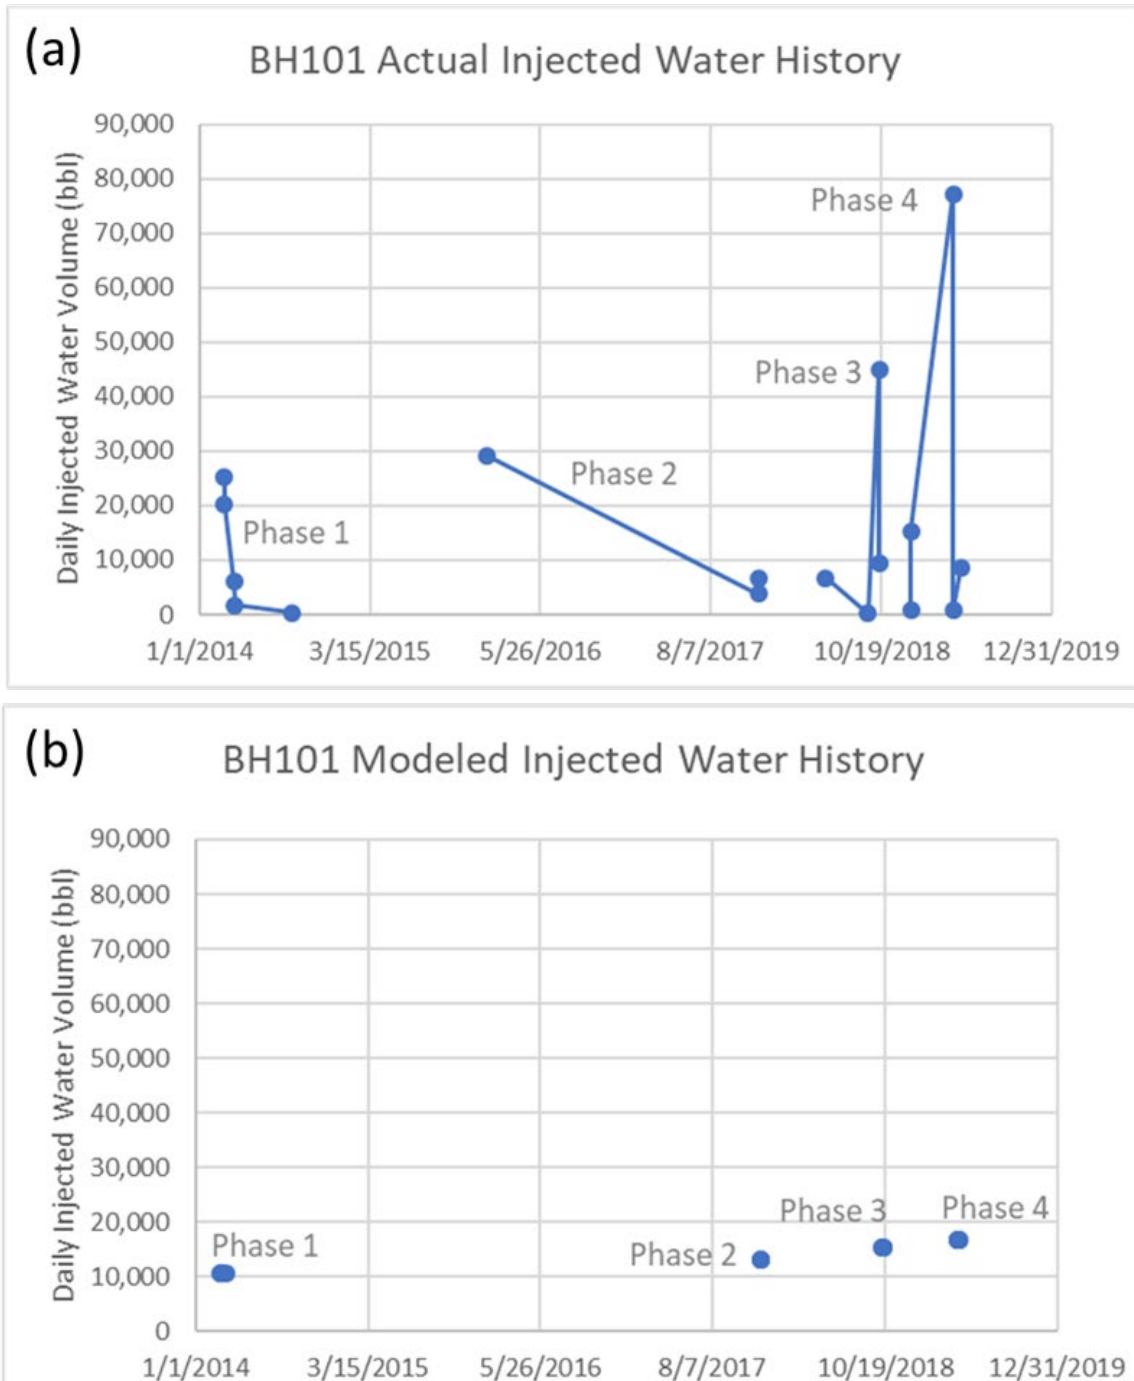 (a)
BH101 Actual Injected Water History
Daily Injected Water Volume (bbl)
90,000
80,000
70,000
60,000
50,000
40,000
30,000
20,000
10,000
0
Phase 1
Phase 2
Phase 3
Phase 4
1/1/2014 3/15/2015 5/26/2016 8/7/2017 10/19/2018 12/31/2019
(b)
BH101 Modeled Injected Water History
Daily Injected Water Volume (bbl)
90,000
80,000
70,000
60,000
50,000
40,000
30,000
20,000
10,000
0
Phase 1
Phase 2
Phase 3
Phase 4
1/1/2014 3/15/2015 5/26/2016 8/7/2017 10/19/2018 12/31/2019